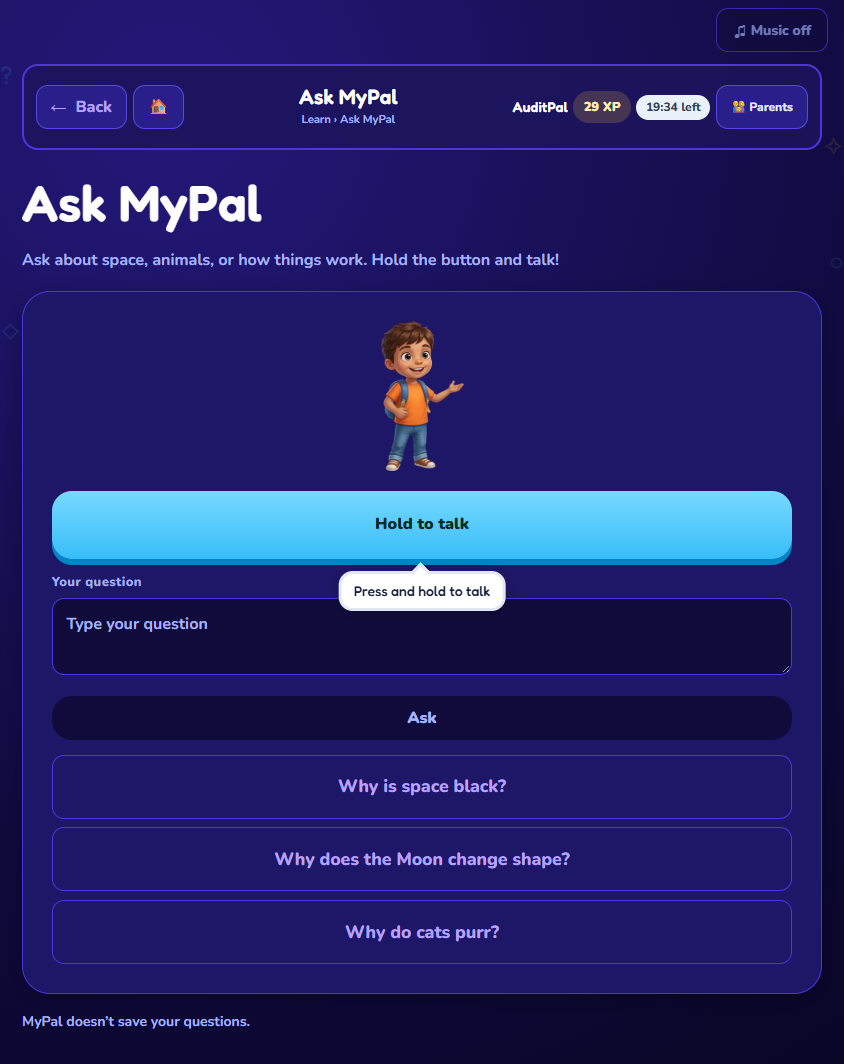 ♫ Music off
← Back
Ask MyPal
Learn › Ask MyPal
AuditPal
29 XP
19:34 left
Parents
Ask MyPal
Ask about space, animals, or how things work. Hold the button and talk!
Hold to talk
Your question
Press and hold to talk
Type your question
Ask
Why is space black?
Why does the Moon change shape?
Why do cats purr?
MyPal doesn't save your questions.